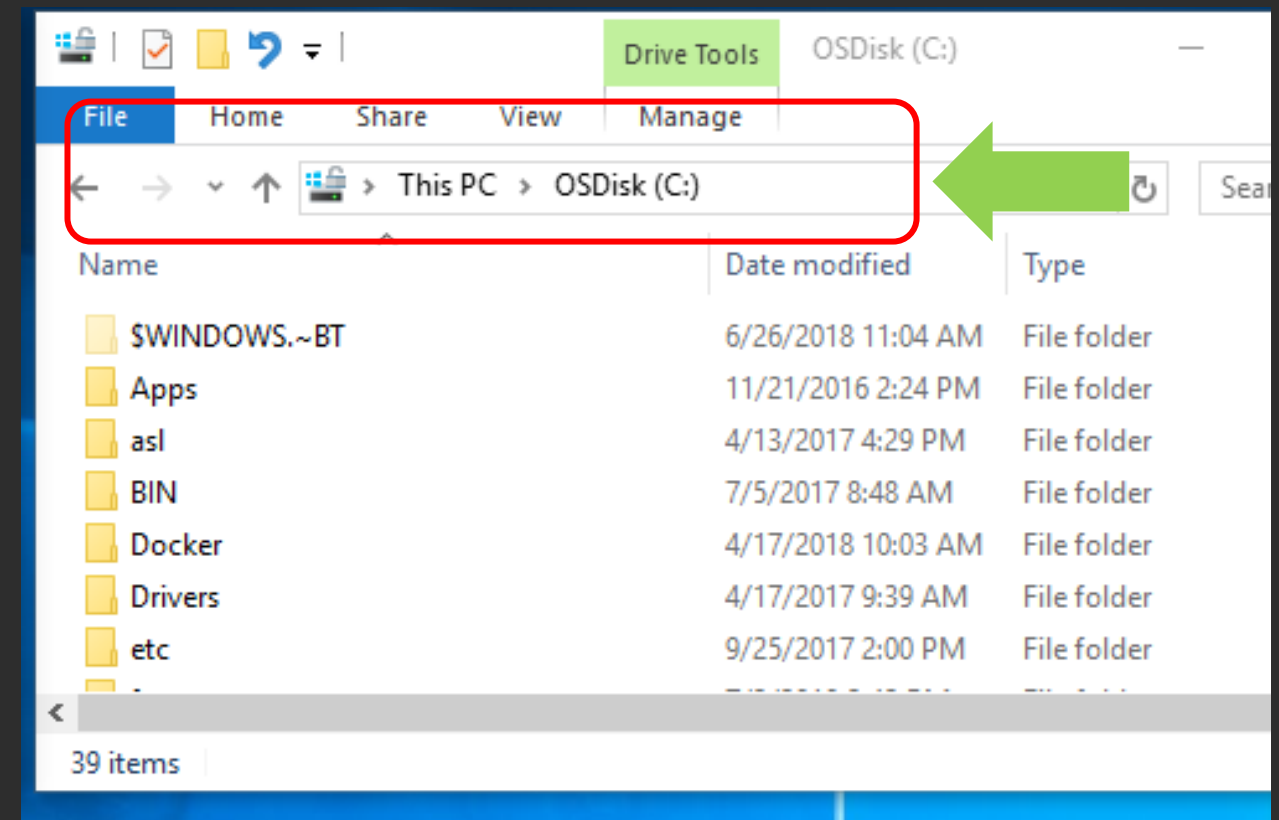 Drive Tools OSDisk (C:)
File Home Share View Manage
This PC > OSDisk (C:)
Name Date modified Type
$WINDOWS.~BT 6/26/2018 11:04 AM File folder
Apps 11/21/2016 2:24 PM File folder
asl 4/13/2017 4:29 PM File folder
BIN 7/5/2017 8:48 AM File folder
Docker 4/17/2018 10:03 AM File folder
Drivers 4/17/2017 9:39 AM File folder
etc 9/25/2017 2:00 PM File folder
39 items